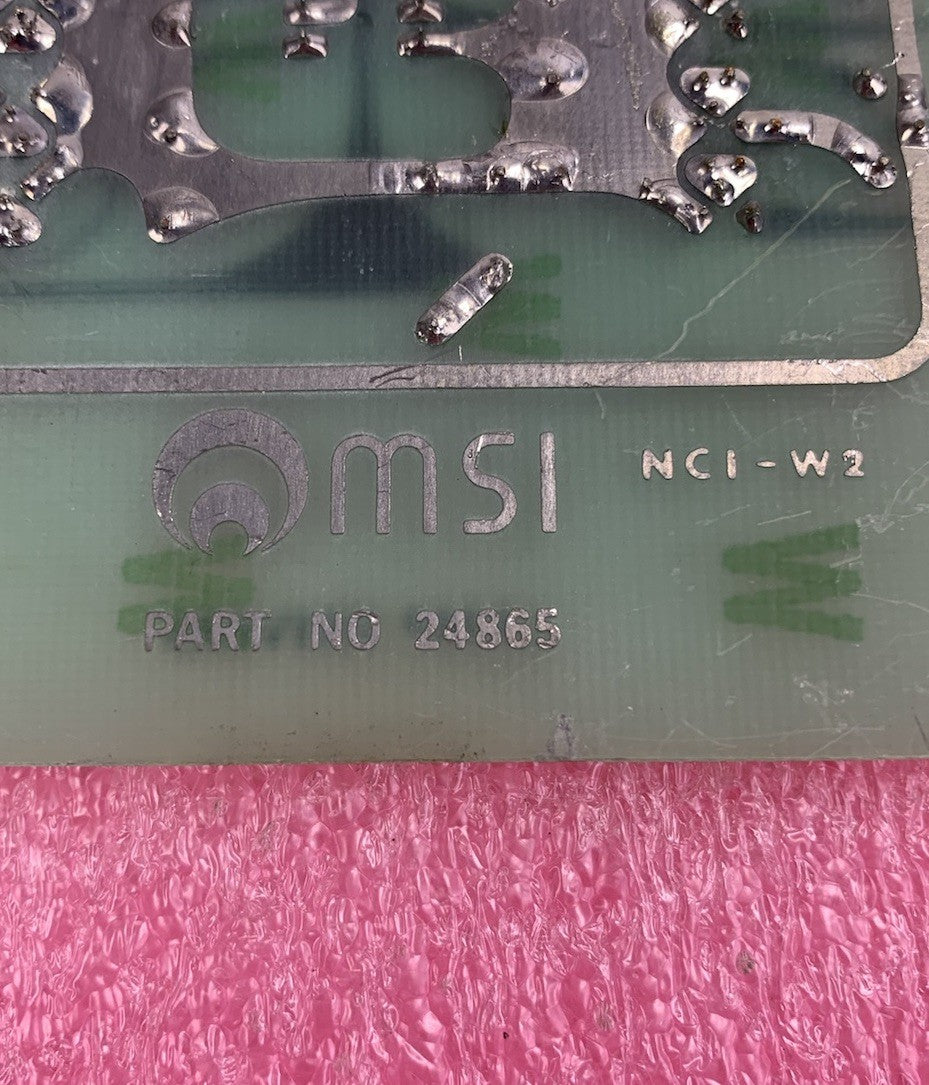 MSI
NCI-W2
PART NO 24865